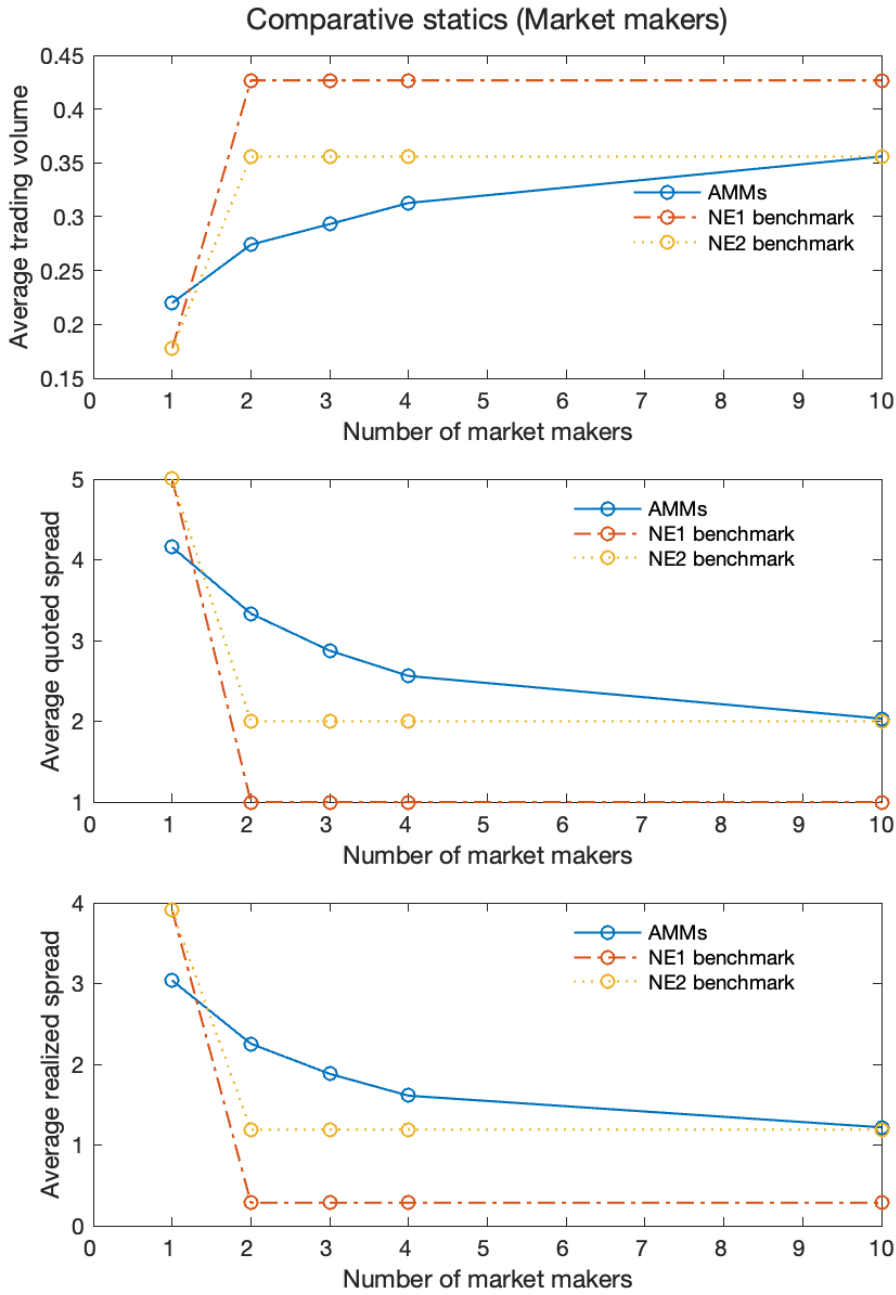 Comparative statics (Market makers)
0.45
0.4
0.35
0.3
0.25
0.2
0.15
Average trading volume
AMMs
NE1 benchmark
NE2 benchmark
0 1 2 3 4 5 6 7 8 9 10
Number of market makers
5
4
3
2
1
Average quoted spread
AMMs
NE1 benchmark
NE2 benchmark
0 1 2 3 4 5 6 7 8 9 10
Number of market makers
4
3
2
1
0
Average realized spread
AMMs
NE1 benchmark
NE2 benchmark
0 1 2 3 4 5 6 7 8 9 10
Number of market makers